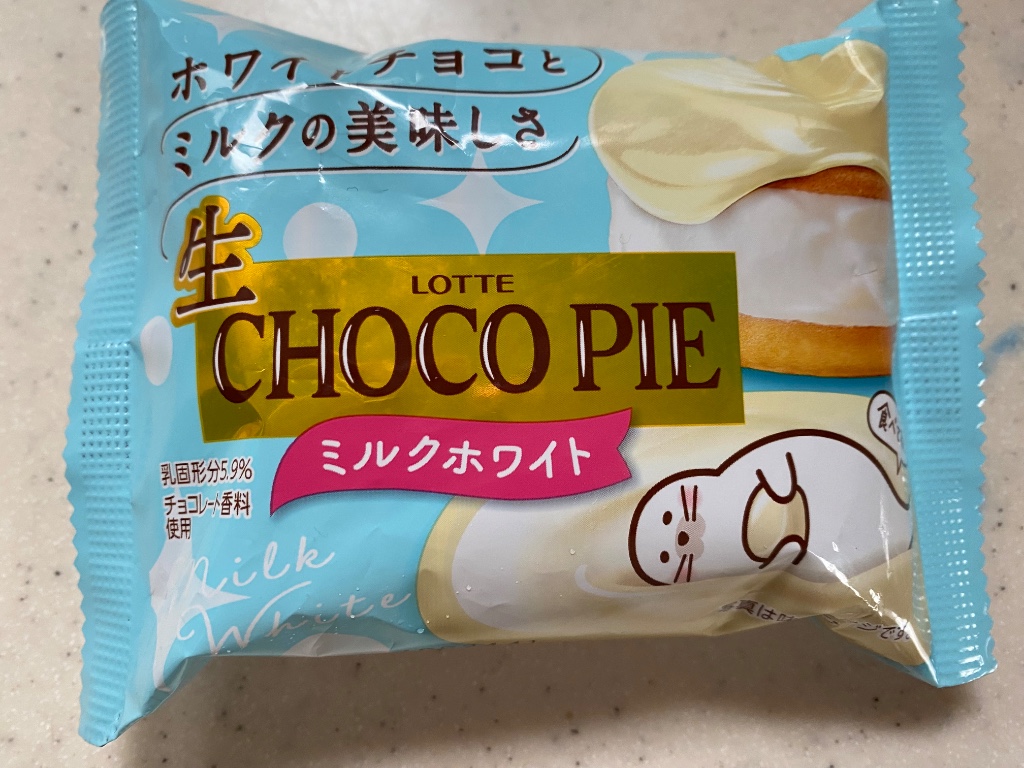 ホワイトチョコと
ミルクの美味しさ
生
LOTTE
CHOCO PIE
ミルクホワイト
乳固形分5.9%
チョコレート香料
使用
Milk
White